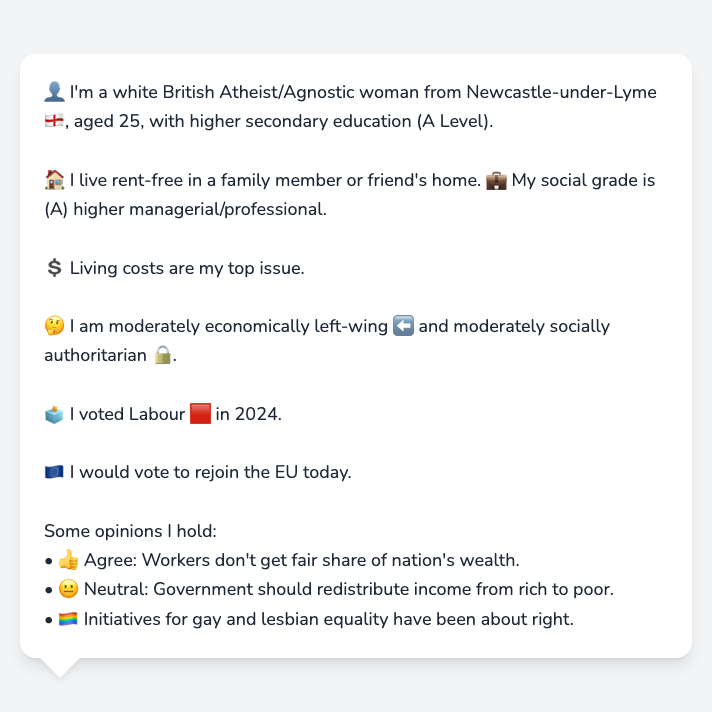 👤 I'm a white British Atheist/Agnostic woman from Newcastle-under-Lyme
🏴󠁧󠁢󠁥󠁮󠁧󠁿, aged 25, with higher secondary education (A Level).
🏠 I live rent-free in a family member or friend's home. 💼 My social grade is
(A) higher managerial/professional.
💲 Living costs are my top issue.
🤔 I am moderately economically left-wing ⬅️ and moderately socially
authoritarian 🔒.
🗳️ I voted Labour 🟥 in 2024.
🇪🇺 I would vote to rejoin the EU today.
Some opinions I hold:
• 👍 Agree: Workers don't get fair share of nation's wealth.
• 😐 Neutral: Government should redistribute income from rich to poor.
• 🏳️‍🌈 Initiatives for gay and lesbian equality have been about right.